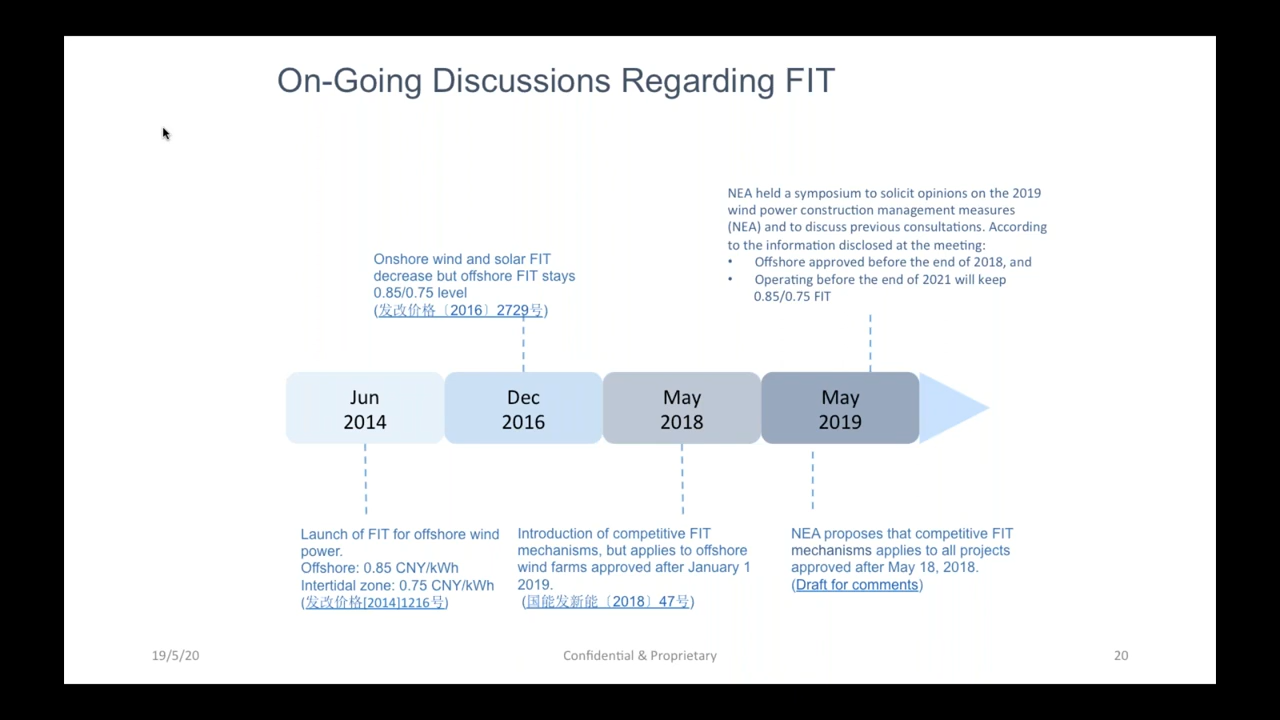 On-Going Discussions Regarding FIT
NEA held a symposium to solicit opinions on the 2019
wind power construction management measures
(NEA) and to discuss previous consultations. According
to the information disclosed at the meeting:
• Offshore approved before the end of 2018, and
• Operating before the end of 2021 will keep
0.85/0.75 FIT
Onshore wind and solar FIT
decrease but offshore FIT stays
0.85/0.75 level
(发改价格〔2016〕2729号)
Jun
2014
Dec
2016
May
2018
May
2019
Launch of FIT for offshore wind
power.
Offshore: 0.85 CNY/kWh
Intertidal zone: 0.75 CNY/kWh
(发改价格[2014]1216号)
Introduction of competitive FIT
mechanisms, but applies to offshore
wind farms approved after January 1
2019.
(国能发新能〔2018〕47号)
NEA proposes that competitive FIT
mechanisms applies to all projects
approved after May 18, 2018.
(Draft for comments)
19/5/20
Confidential & Proprietary
20